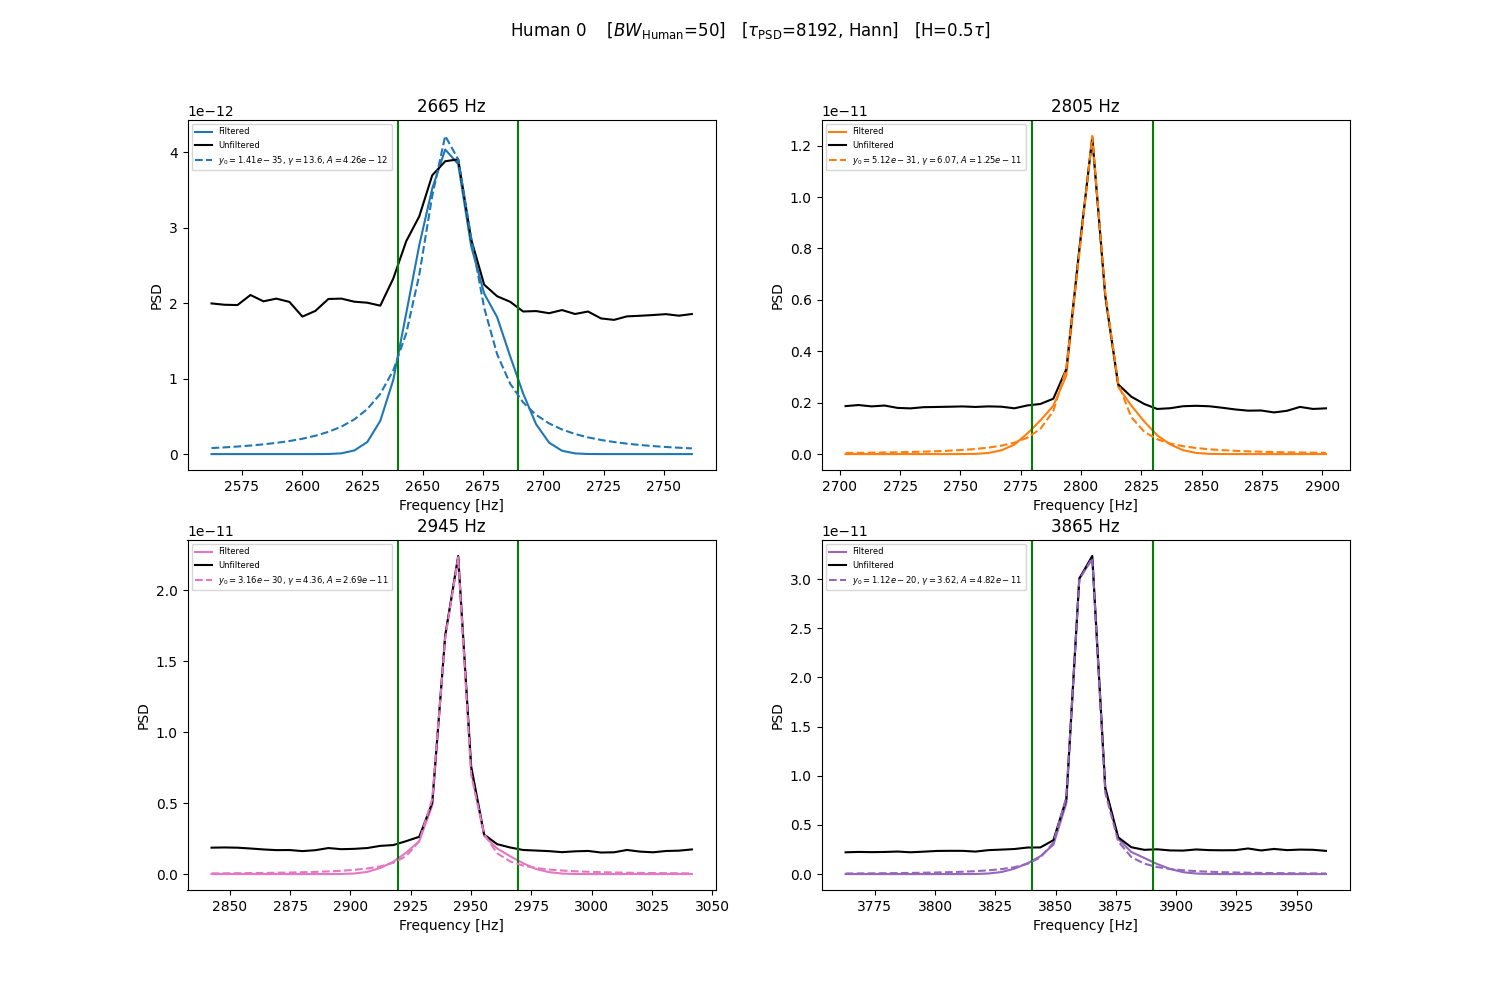 Human 0 [BW_Human=50] [τ_PSD=8192, Hann] [H=0.5τ]
2665 Hz
1e−12
Filtered
Unfiltered
y₀ = 1.41e − 35, γ = 13.6, A = 4.26e − 12
4
3
2
1
0
PSD
2575 2600 2625 2650 2675 2700 2725 2750
Frequency [Hz]
2805 Hz
1e−11
Filtered
Unfiltered
y₀ = 5.12e − 31, γ = 6.07, A = 1.25e − 11
1.2
1.0
0.8
0.6
0.4
0.2
0.0
PSD
2700 2725 2750 2775 2800 2825 2850 2875 2900
Frequency [Hz]
2945 Hz
1e−11
Filtered
Unfiltered
y₀ = 3.16e − 30, γ = 4.36, A = 2.69e − 11
2.0
1.5
1.0
0.5
0.0
PSD
2850 2875 2900 2925 2950 2975 3000 3025 3050
Frequency [Hz]
3865 Hz
1e−11
Filtered
Unfiltered
y₀ = 1.12e − 20, γ = 3.62, A = 4.82e − 11
3.0
2.5
2.0
1.5
1.0
0.5
0.0
PSD
3775 3800 3825 3850 3875 3900 3925 3950
Frequency [Hz]